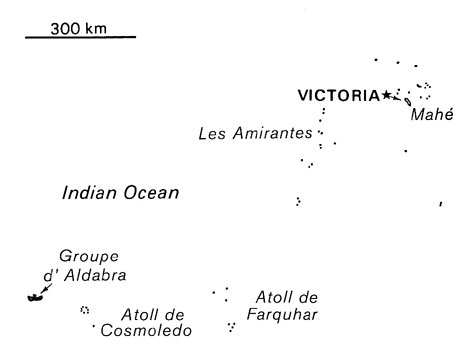 300 km
VICTORIA
Mahé
Les Amirantes
Indian Ocean
Groupe
d' Aldabra
Atoll de
Cosmoledo
Atoll de
Farquhar